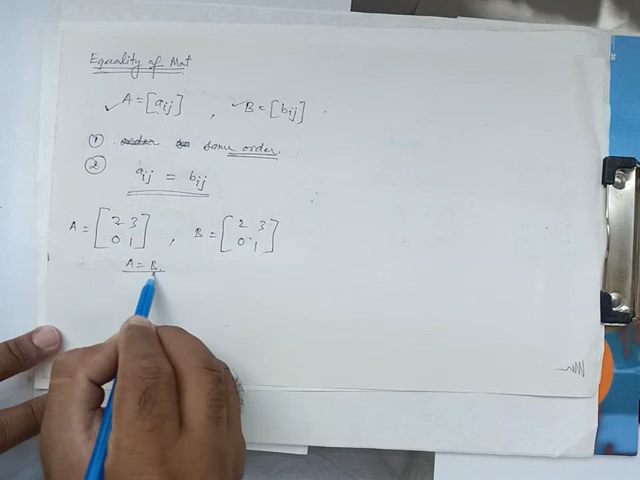 Equality of Mat
✓ A = [aij] , ✓ B = [bij] .
① same order
② aij = bij
A = [2 3 0 1] , B = [2 3 0 1]
A = B.